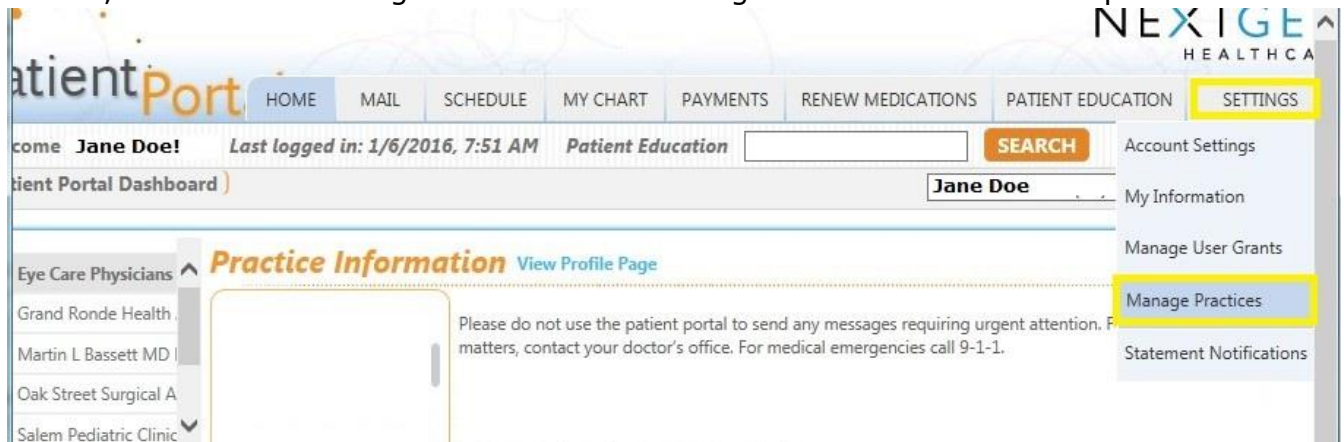 NEXTGE
HEALTHCA
atient Port
HOME MAIL SCHEDULE MY CHART PAYMENTS RENEW MEDICATIONS PATIENT EDUCATION SETTINGS
come Jane Doe! Last logged in: 1/6/2016, 7:51 AM Patient Education SEARCH
Account Settings
tient Portal Dashboard )
Jane Doe
My Information
Manage User Grants
Manage Practices
Statement Notifications
Eye Care Physicians
Grand Ronde Health
Martin L Bassett MD
Oak Street Surgical A
Salem Pediatric Clinic
Practice Information View Profile Page
Please do not use the patient portal to send any messages requiring urgent attention. F
matters, contact your doctor's office. For medical emergencies call 9-1-1.